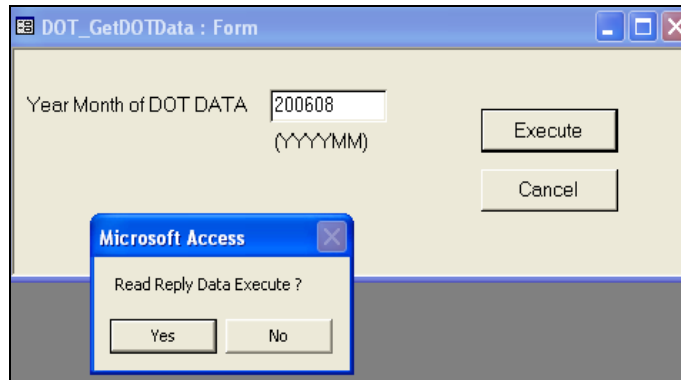 DOT_GetDOTData : Form
Year Month of DOT DATA 200608
(YYYYMM)
Execute
Cancel
Microsoft Access
Read Reply Data Execute ?
Yes No